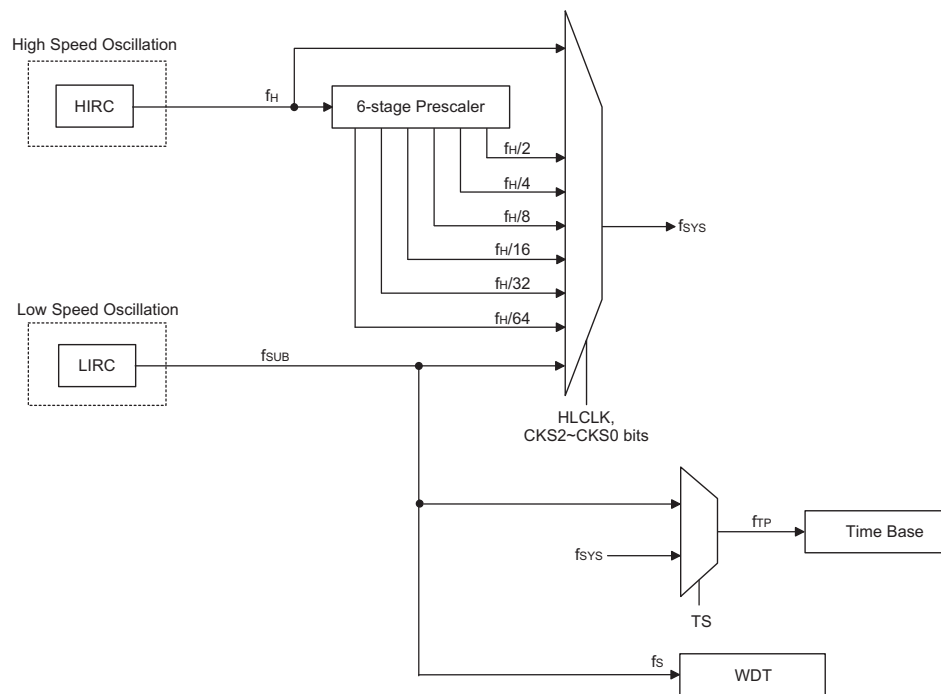 High Speed Oscillation
HIRC
fH
6-stage Prescaler
fH/2
fH/4
fH/8
fH/16
fH/32
fH/64
fSYS
Low Speed Oscillation
LIRC
fSUB
HLCLK,
CKS2~CKS0 bits
fTP
Time Base
fSYS
TS
fS
WDT